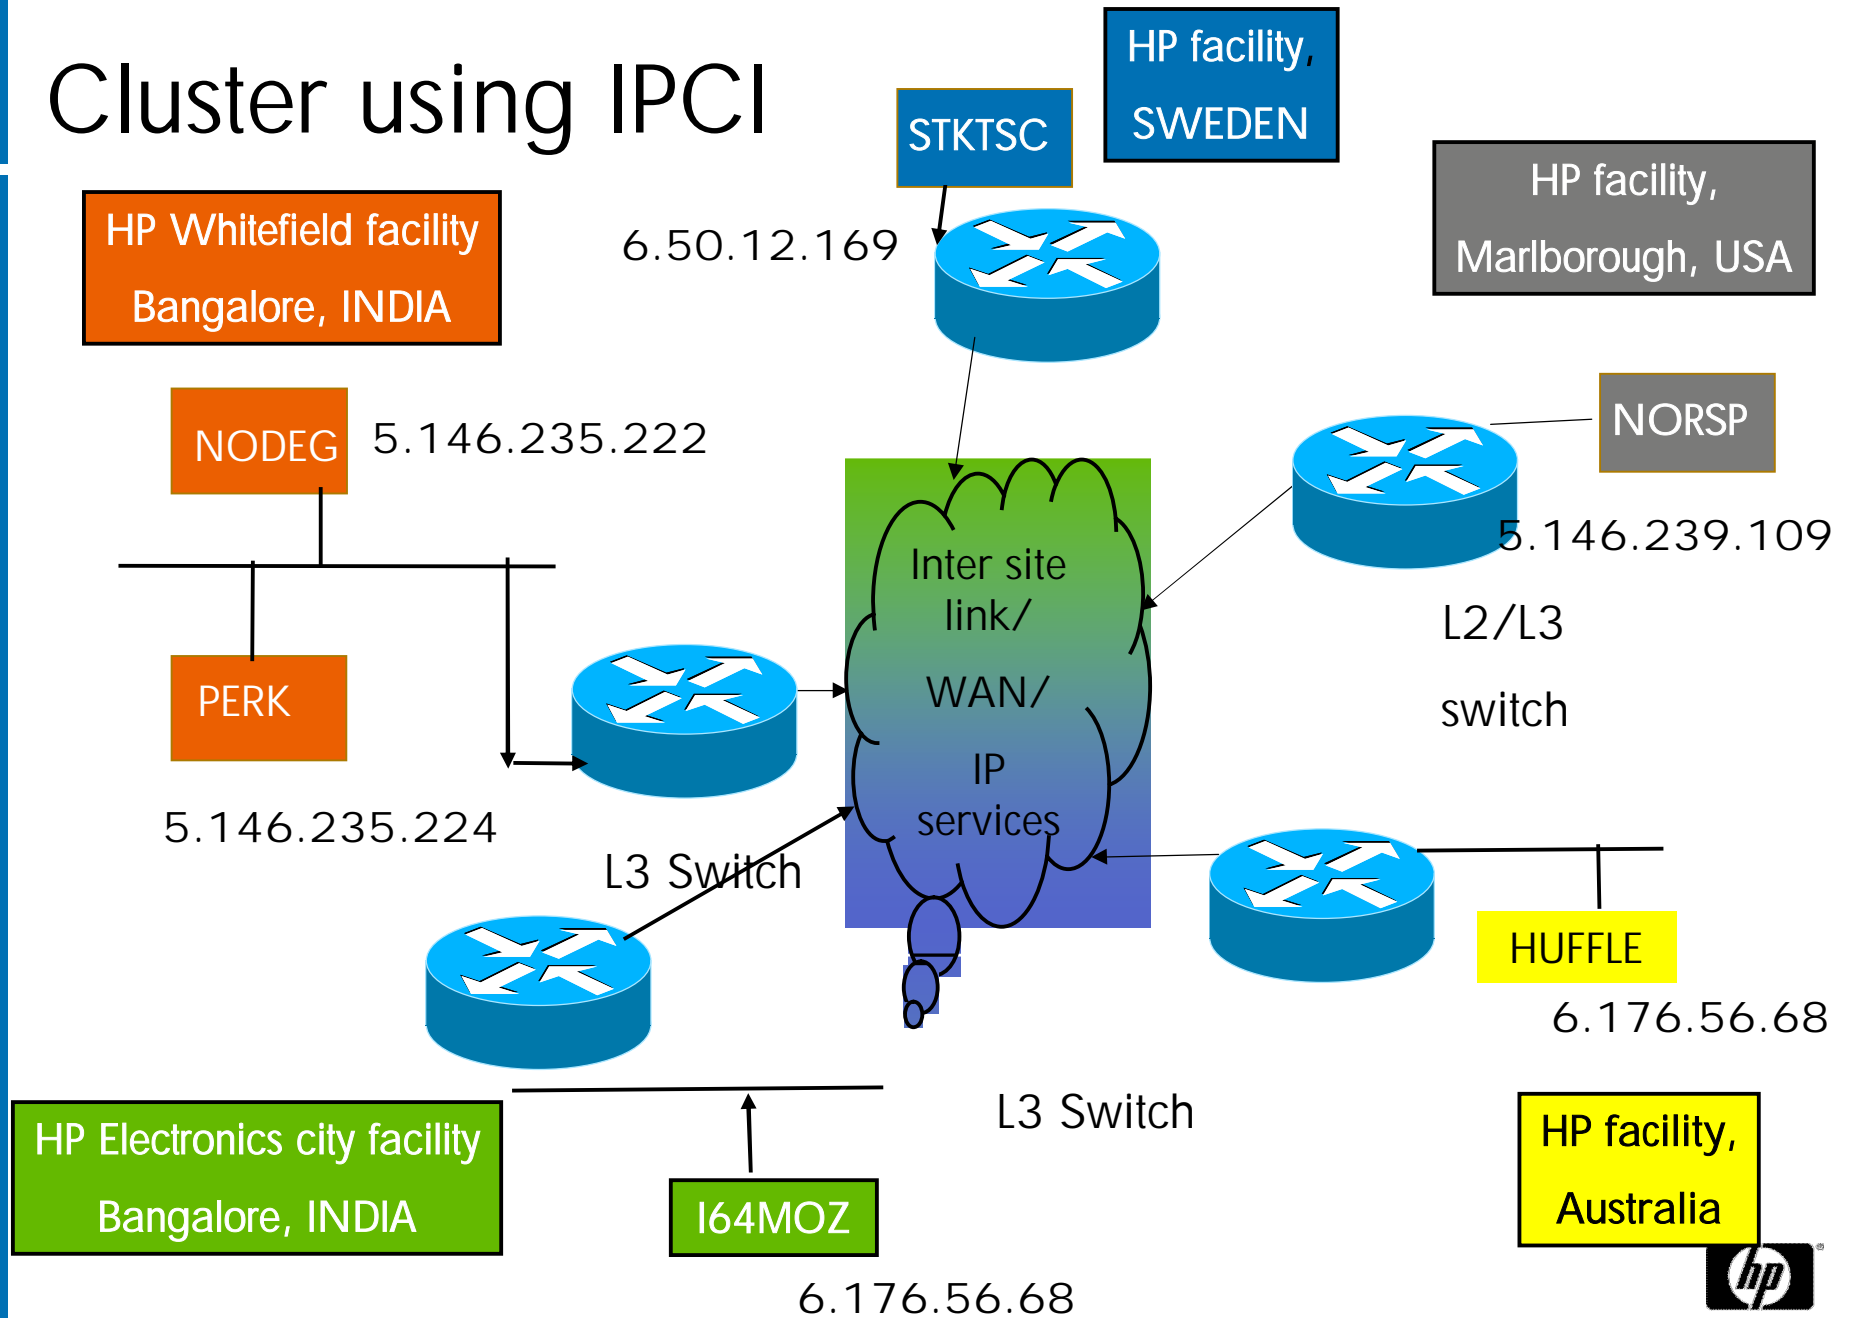 Cluster using IPCI
HP facility,
SWEDEN
STKTSC
6.50.12.169
HP facility,
Marlborough, USA
HP Whitefield facility
Bangalore, INDIA
NODEG
5.146.235.222
NORSP
5.146.239.109
L2/L3
switch
Inter site
link/
WAN/
IP
services
PERK
5.146.235.224
L3 Switch
HUFFLE
6.176.56.68
HP Electronics city facility
Bangalore, INDIA
L3 Switch
I64MOZ
6.176.56.68
HP facility,
Australia
hp
®